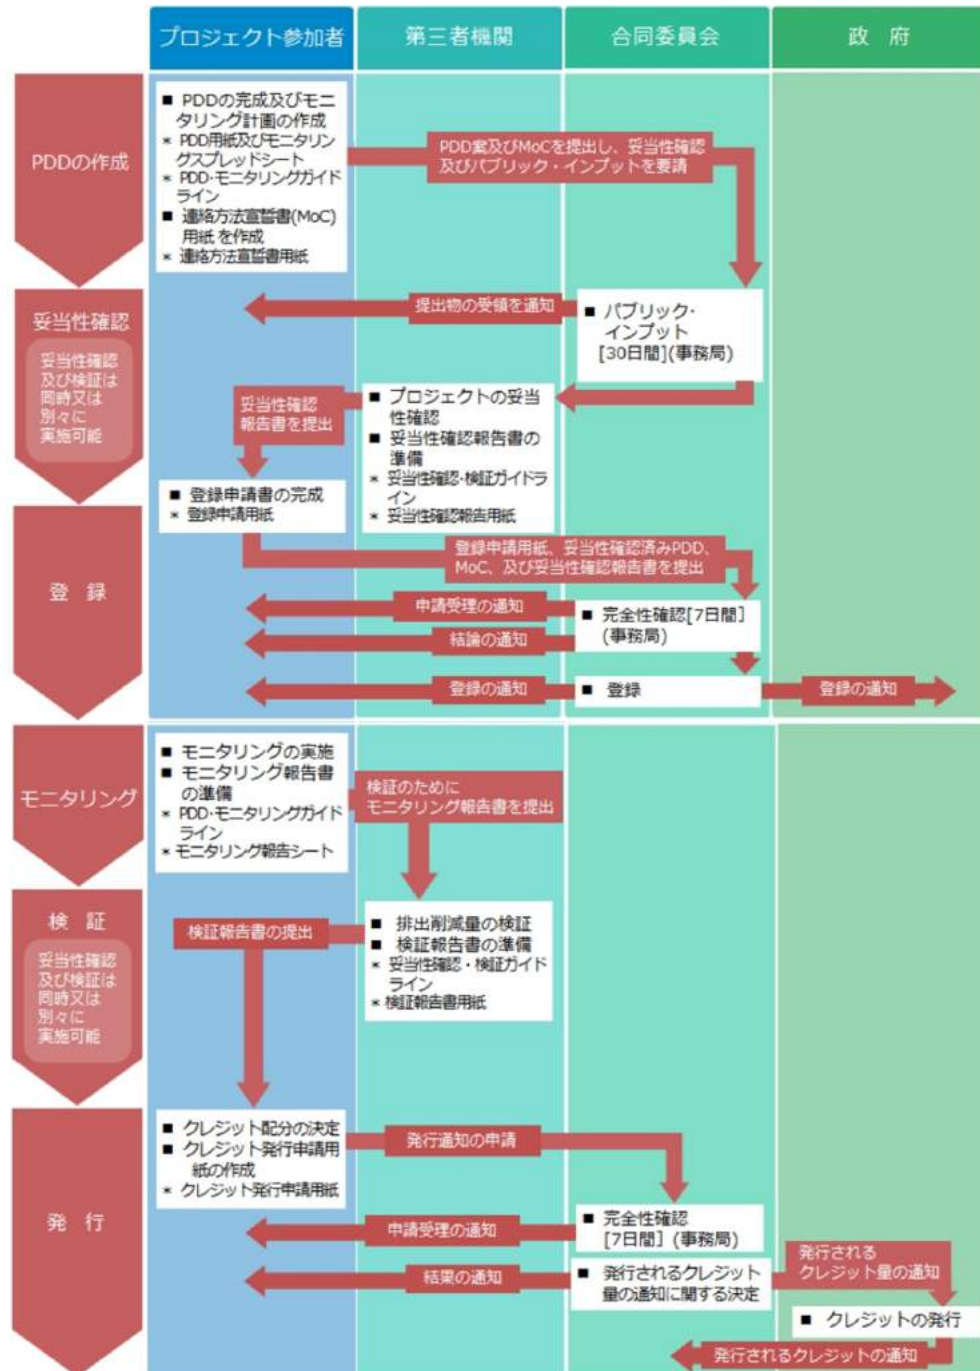 プロジェクト参加者
第三者機関
合同委員会
政 府
PDDの作成
■ PDDの完成及びモニ
タリング計画の作成
* PDD用紙及びモニタリン
グスプレッドシート
* PDD・モニタリングガイド
ライン
■ 連絡方法宣誓書(MoC)
用紙 を作成
* 連絡方法宣誓書用紙
PDD案及びMoCを提出し、妥当性確認
及びパブリック・インプットを要請
妥当性確認
妥当性確認
及び検証は
同時又は
別々に
実施可能
提出物の受領を通知
■ パブリック・
インプット
[30日間](事務局)
妥当性確認
報告書を提出
■ プロジェクトの妥当
性確認
■ 妥当性確認報告書の
準備
* 妥当性確認・検証ガイドラ
イン
* 妥当性確認報告用紙
■ 登録申請書の完成
* 登録申請用紙
登 録
登録申請用紙、妥当性確認済みPDD、
MoC、及び妥当性確認報告書を提出
申請受理の通知
■ 完全性確認[7日間]
(事務局)
結論の通知
登録の通知
■ 登録
登録の通知
モニタリング
■ モニタリングの実施
■ モニタリング報告書
の準備
* PDD・モニタリングガイド
ライン
* モニタリング報告シート
検証のために
モニタリング報告書を提出
検 証
妥当性確認
及び検証は
同時又は
別々に
実施可能
検証報告書の提出
■ 排出削減量の検証
■ 検証報告書の準備
* 妥当性確認・検証ガイド
ライン
* 検証報告書用紙
発 行
■ クレジット配分の決定
■ クレジット発行申請用
紙の作成
* クレジット発行申請用紙
発行通知の申請
申請受理の通知
■ 完全性確認
[7日間] (事務局)
結果の通知
■ 発行されるクレジット
量の通知に関する決定
発行される
クレジット量の通知
■ クレジットの発行
発行されるクレジットの通知